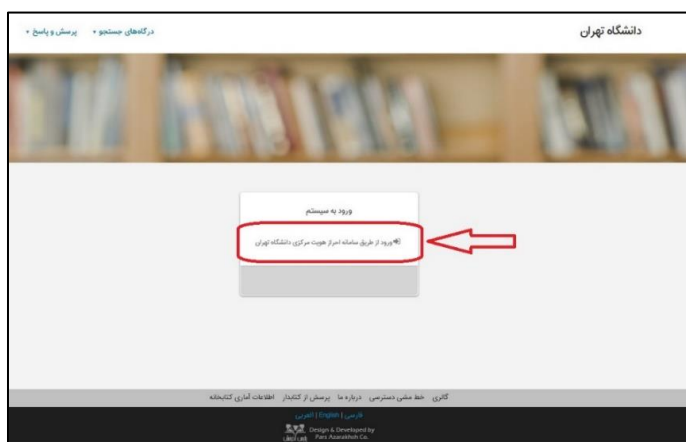 دانشگاه تهران
درگاه‌های جستجو
پرسش و پاسخ
ورود به سیستم
ورود از طریق سامانه احراز هویت مرکزی دانشگاه تهران
گالری خط مشی دسترسی درباره ما پرسش از کتابدار اطلاعات آماری کتابخانه
فارسی | English | العربي
Design & Developed by
Pars Azarakhsh Co.